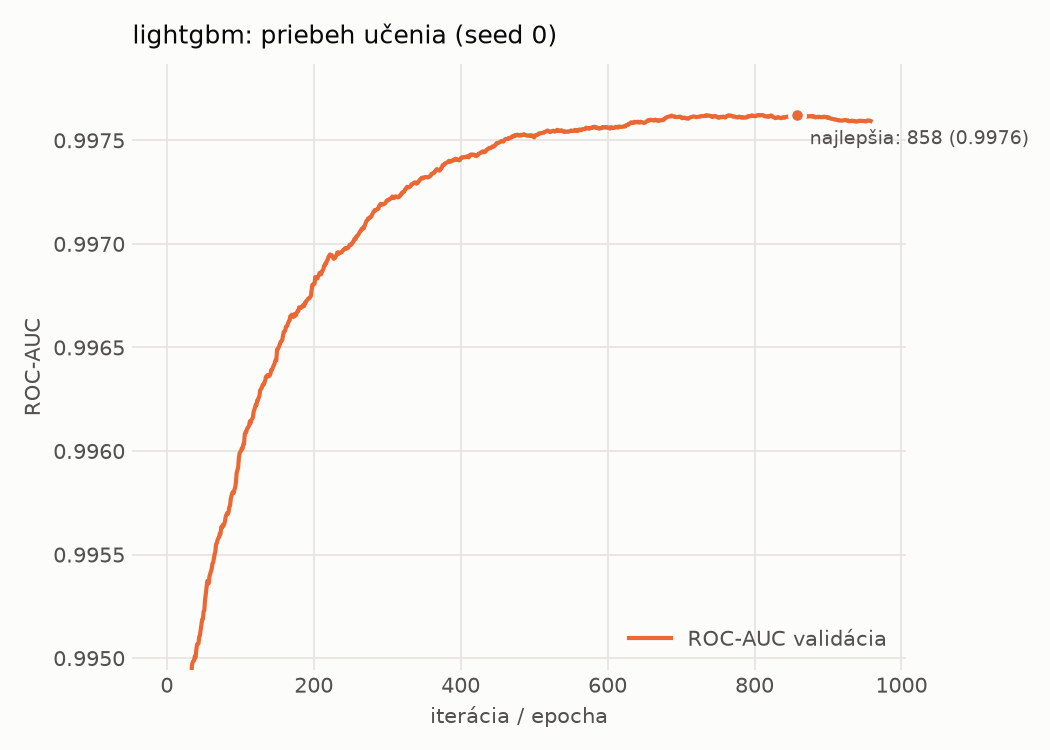 lightgbm: priebeh učenia (seed 0)
0.9975
najlepšia: 858 (0.9976)
0.9970
0.9965
ROC-AUC
0.9960
0.9955
ROC-AUC validácia
0.9950
0 200 400 600 800 1000
iterácia / epocha